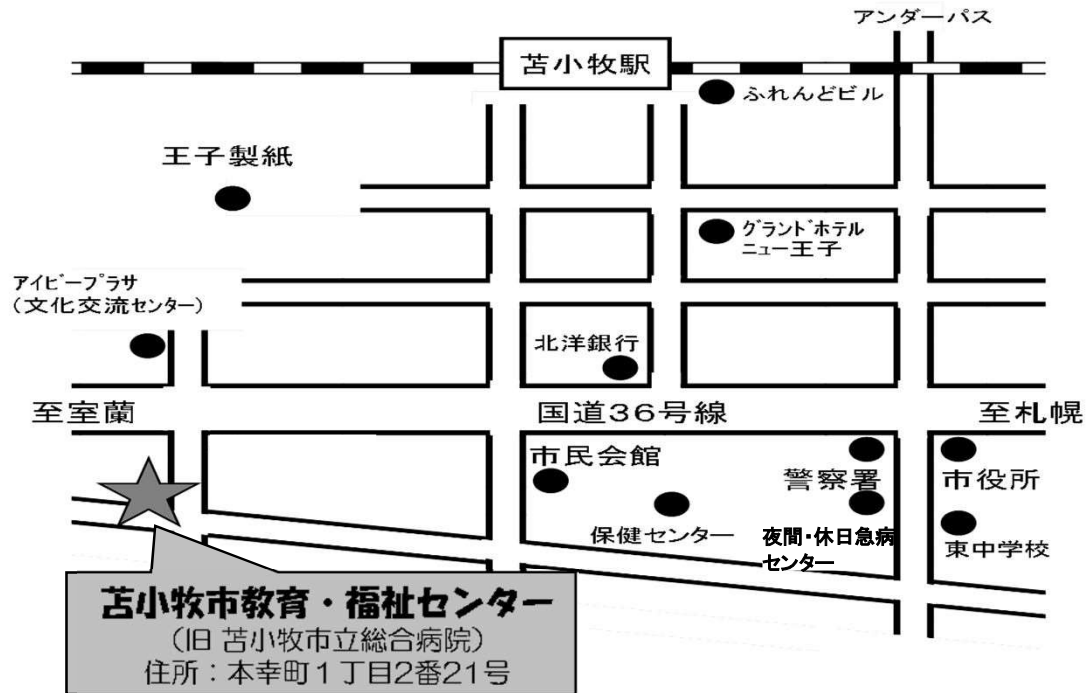 アンダーパス
苫小牧駅
ふれんどビル
王子製紙
グランドホテル
ニュー王子
アイビープラザ
（文化交流センター）
北洋銀行
至室蘭
国道36号線
至札幌
市民会館
警察署
市役所
保健センター
夜間・休日急病
センター
東中学校
苫小牧市教育・福祉センター
（旧 苫小牧市立総合病院）
住所：本幸町１丁目2番21号